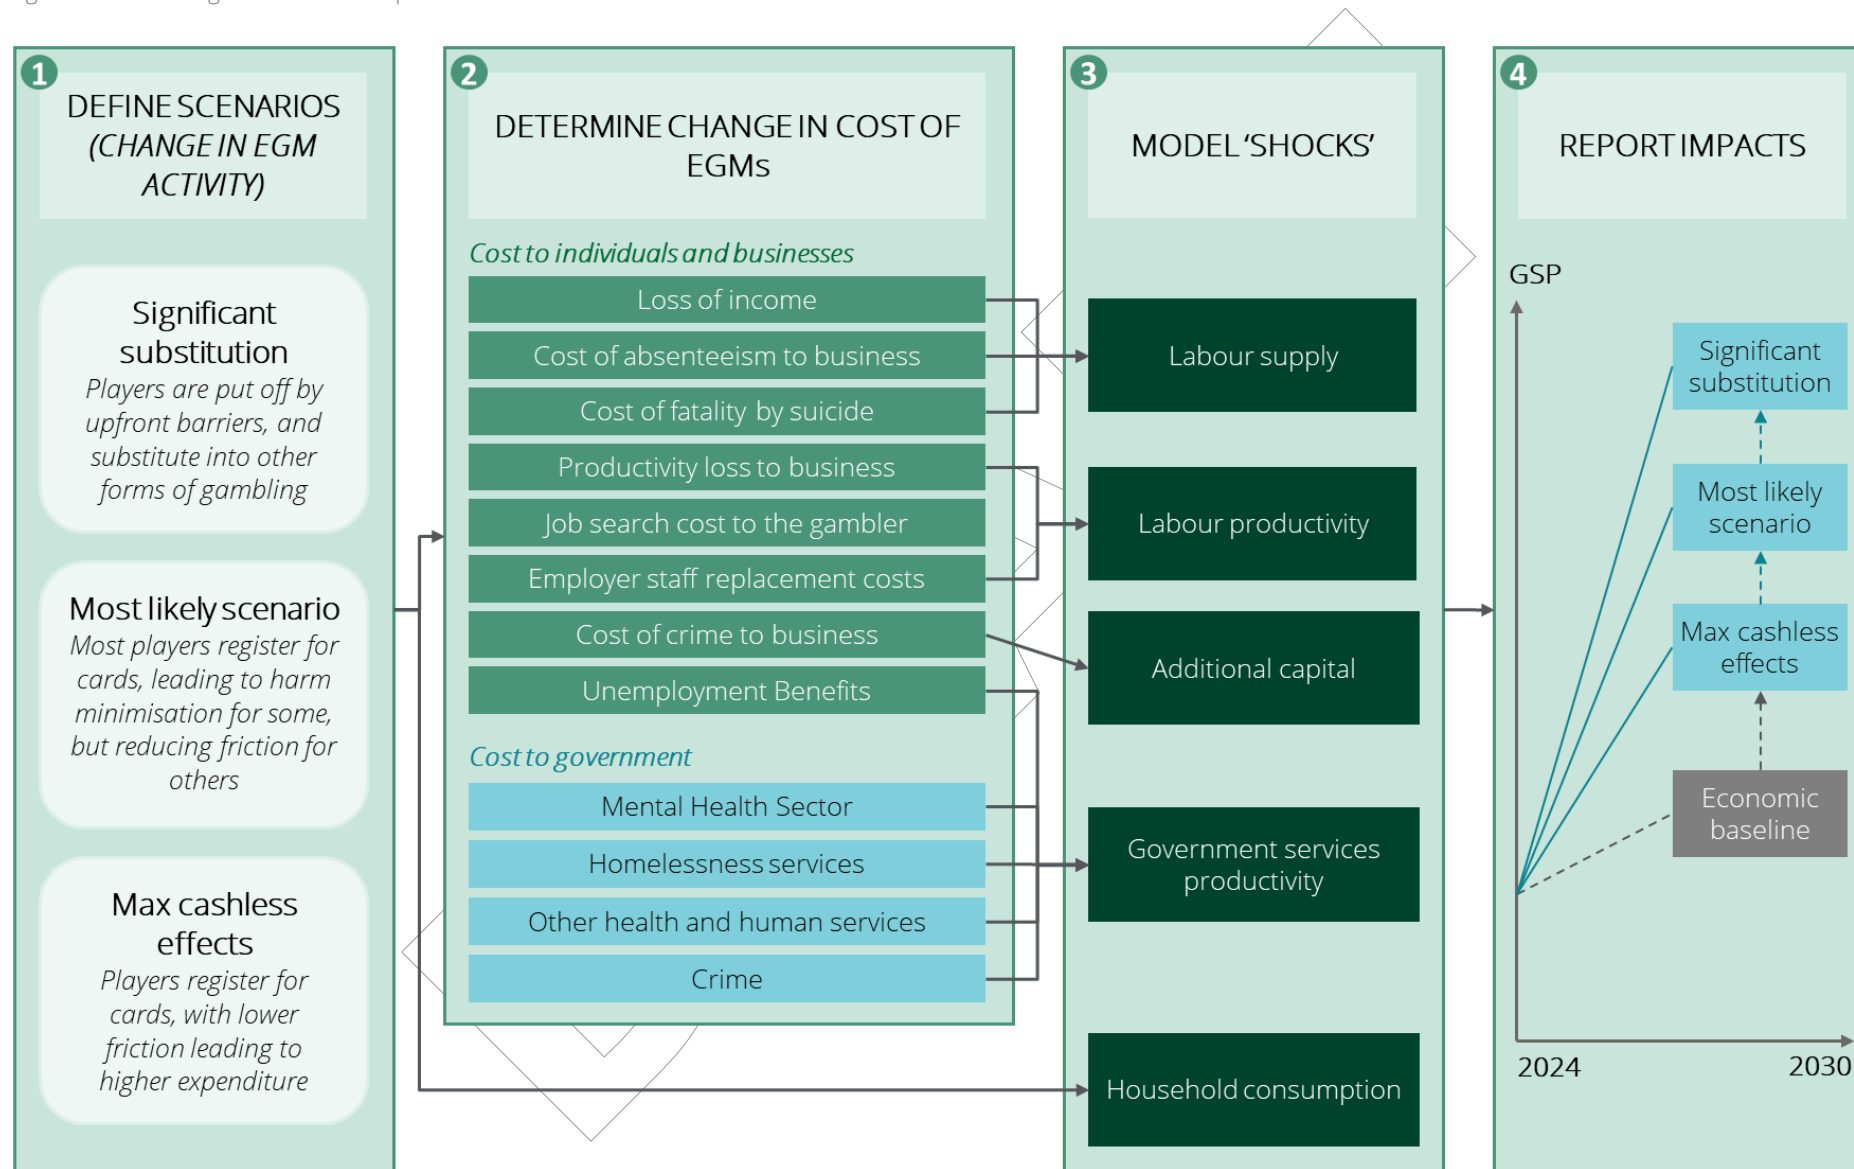 1
DEFINE SCENARIOS
(CHANGE IN EGM
ACTIVITY)
Significant
substitution
Players are put off by
upfront barriers, and
substitute into other
forms of gambling
Most likely scenario
Most players register for
cards, leading to harm
minimisation for some,
but reducing friction for
others
Max cashless
effects
Players register for
cards, with lower
friction leading to
higher expenditure
2
DETERMINE CHANGE IN COST OF
EGMs
Cost to individuals and businesses
Loss of income
Cost of absenteeism to business
Cost of fatality by suicide
Productivity loss to business
Job search cost to the gambler
Employer staff replacement costs
Cost of crime to business
Unemployment Benefits
Cost to government
Mental Health Sector
Homelessness services
Other health and human services
Crime
3
MODEL ‘SHOCKS’
Labour supply
Labour productivity
Additional capital
Government services
productivity
Household consumption
4
REPORT IMPACTS
GSP
Significant
substitution
Most likely
scenario
Max cashless
effects
Economic
baseline
2024
2030